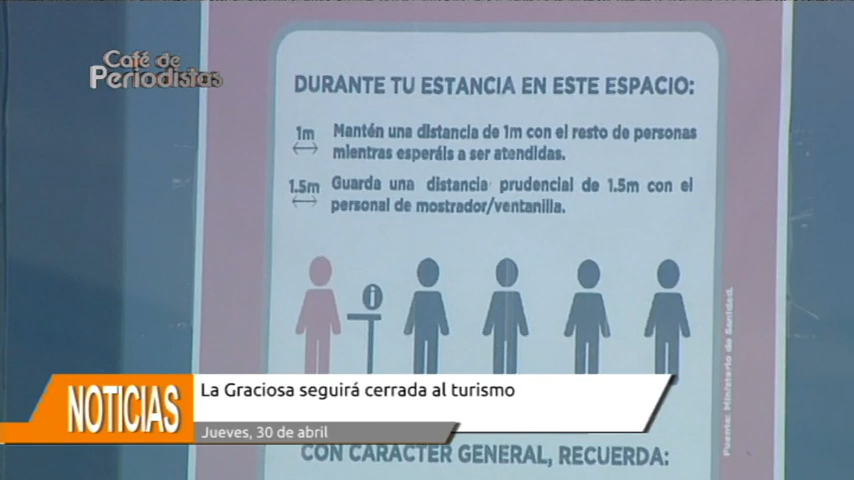 Café de
Periodistas
DURANTE TU ESTANCIA EN ESTE ESPACIO:
1m
Mantén una distancia de 1m con el resto de personas
mientras esperáis a ser atendidas.
1.5m
Guarda una distancia prudencial de 1.5m con el
personal de mostrador/ventanilla.
i
Fuente: Ministerio de Sanidad.
NOTICIAS
La Graciosa seguirá cerrada al turismo
Jueves, 30 de abril
CON CARÁCTER GENERAL, RECUERDA: